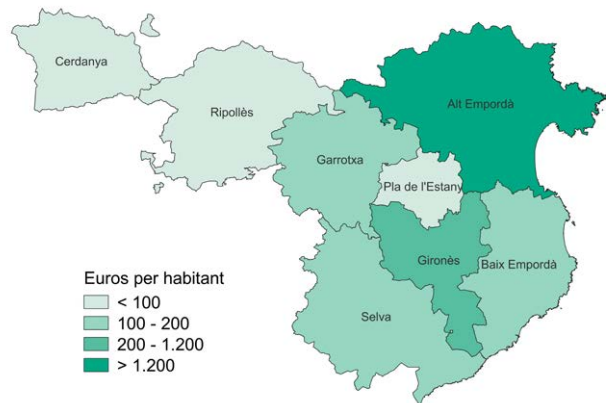 Cerdanya
Ripollès
Alt Empordà
Garrotxa
Pla de l'Estany
Gironès
Baix Empordà
Selva
Euros per habitant
< 100
100 - 200
200 - 1.200
> 1.200